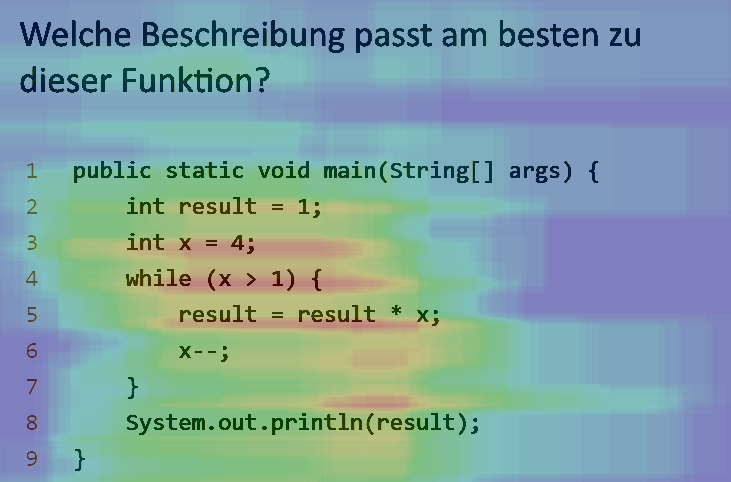 Welche Beschreibung passt am besten zu
dieser Funktion?
1 public static void main(String[] args) {
2 int result = 1;
3 int x = 4;
4 while (x > 1) {
5 result = result * x;
6 x--;
7 }
8 System.out.println(result);
9 }